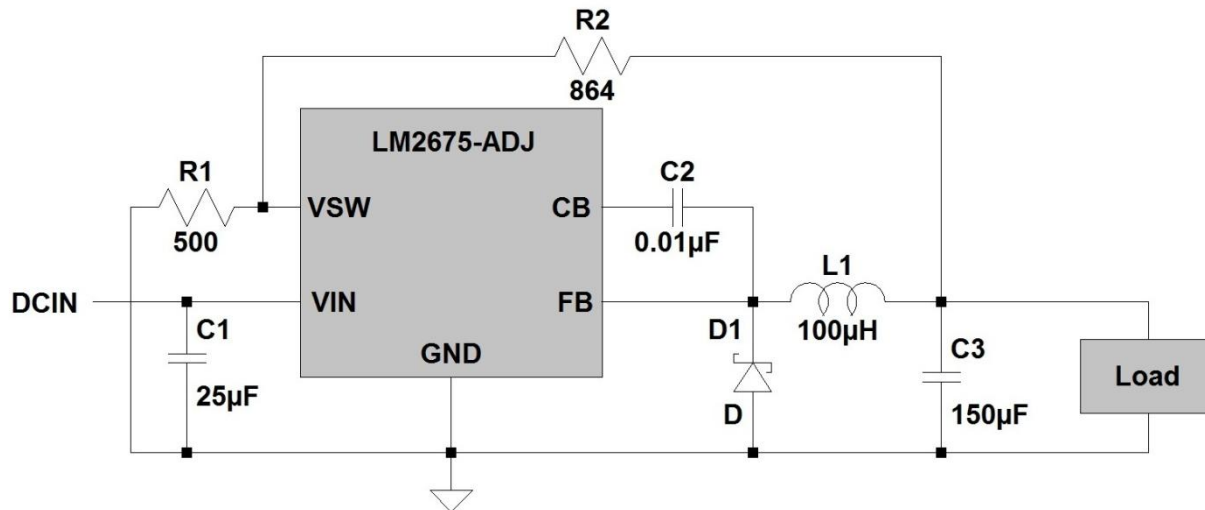 R2
864
LM2675-ADJ
R1
C2
VSW
CB
500
0.01µF
L1
DCIN
VIN
FB
C1
D1
100µH
GND
C3
25µF
Load
D
150µF